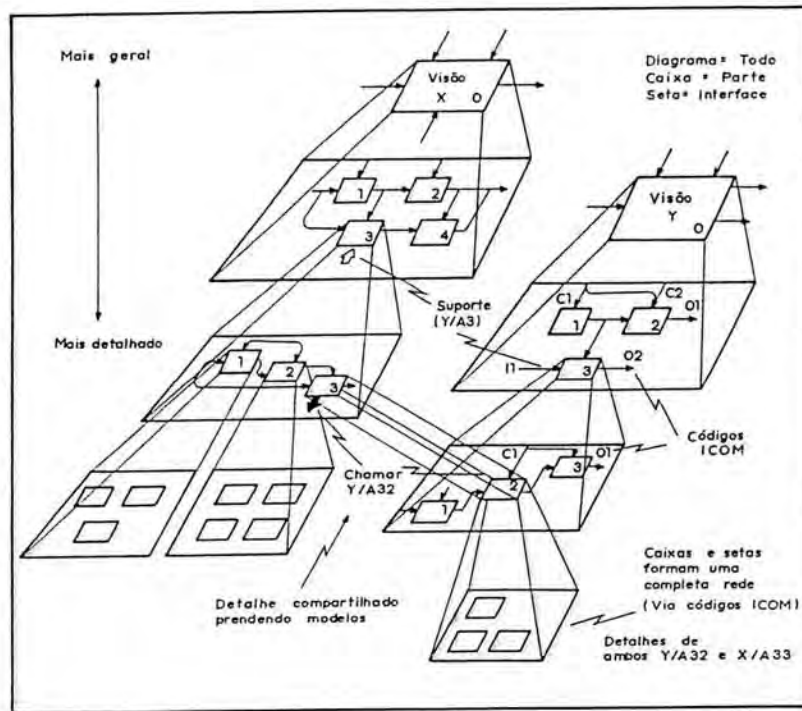 Mais geral
Mais detalhado
Visão
X 0
Diagrama= Todo
Caixa = Parte
Seta= Interface
1
2
3
4
Visão
Y
0
Suporte
(Y/A3)
C1
C2
O1
1
2
I1
3
O2
Códigos
ICOM
1
2
3
Chamar
Y/A32
C1
O1
1
2
3
Detalhe compartilhado
prendendo modelos
Caixas e setas
formam uma
completa rede
(Via códigos ICOM)
Detalhes de
ambos Y/A32 e X/A33